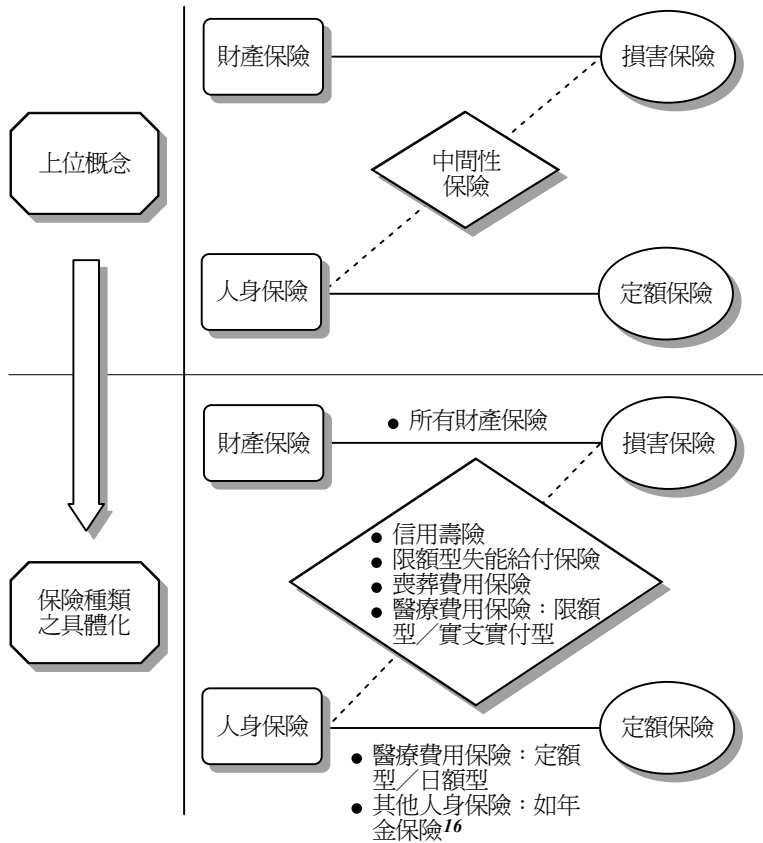 財產保險
損害保險
上位概念
中間性
保險
人身保險
定額保險
財產保險
● 所有財產保險
損害保險
● 信用壽險
● 限額型失能給付保險
● 喪葬費用保險
● 醫療費用保險：限額
型／實支實付型
保險種類
之具體化
人身保險
定額保險
● 醫療費用保險：定額
型／日額型
● 其他人身保險：如年
金保險16